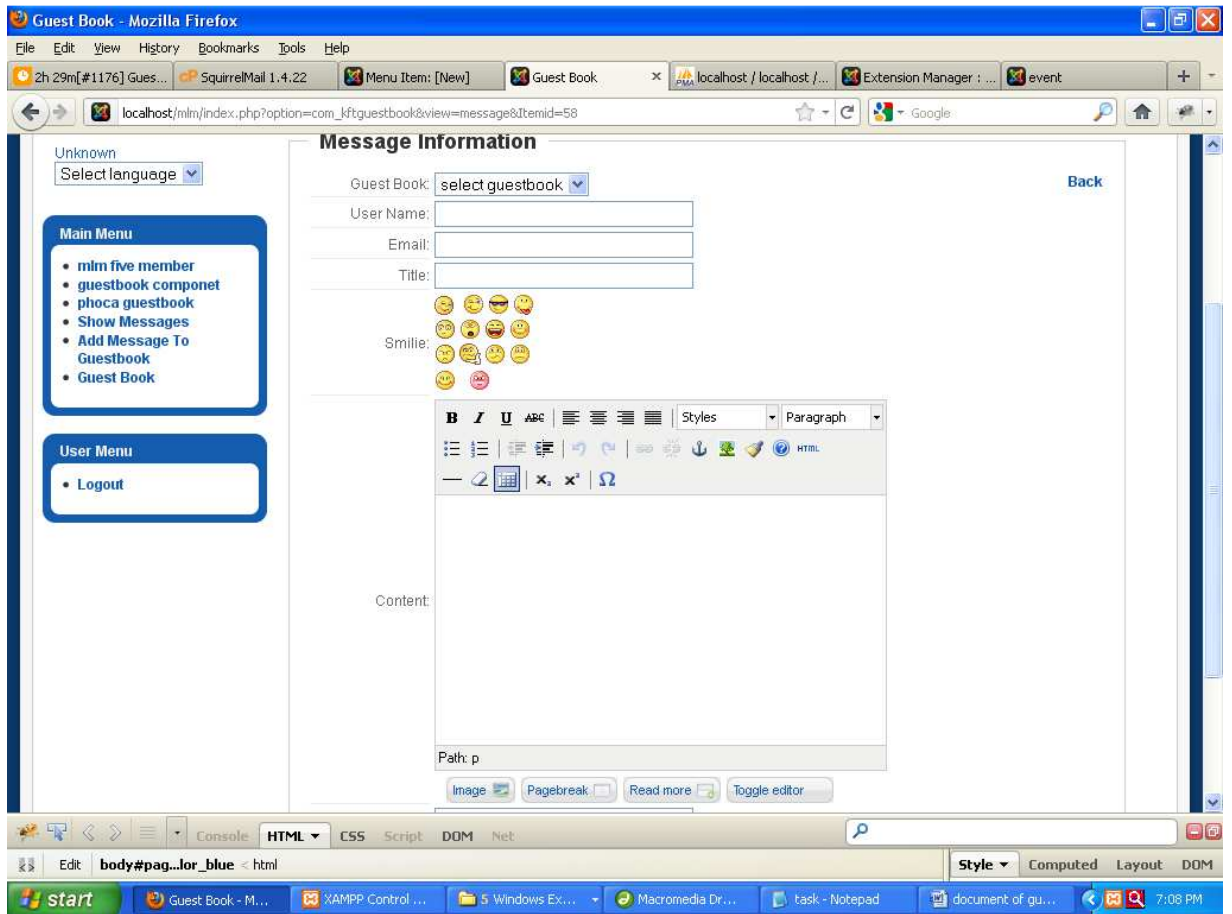 Guest Book - Mozilla Firefox
File Edit View History Bookmarks Tools Help
2h 29m[#1176] Gues... SquirrelMail 1.4.22 Menu Item: [New] Guest Book localhost / localhost /... Extension Manager : ... event
localhost/mlm/index.php?option=com_kftguestbook&view=message&Itemid=58 Google
Unknown
Select language
Main Menu
mlm five member
guestbook componet
phoca guestbook
Show Messages
Add Message To
Guestbook
Guest Book
User Menu
Logout
Message Information
Guest Book: select guestbook Back
User Name:
Email:
Title:
Smilie:
B I U ABC Styles Paragraph
HTML
x₂ x² Ω
Content:
Path: p
Image Pagebreak Read more Toggle editor
Console HTML CSS Script DOM Net
Edit body#pag...lor_blue < html Style Computed Layout DOM
start Guest Book - M... XAMPP Control ... 5 Windows Ex... Macromedia Dr... task - Notepad document of gu... 7:08 PM